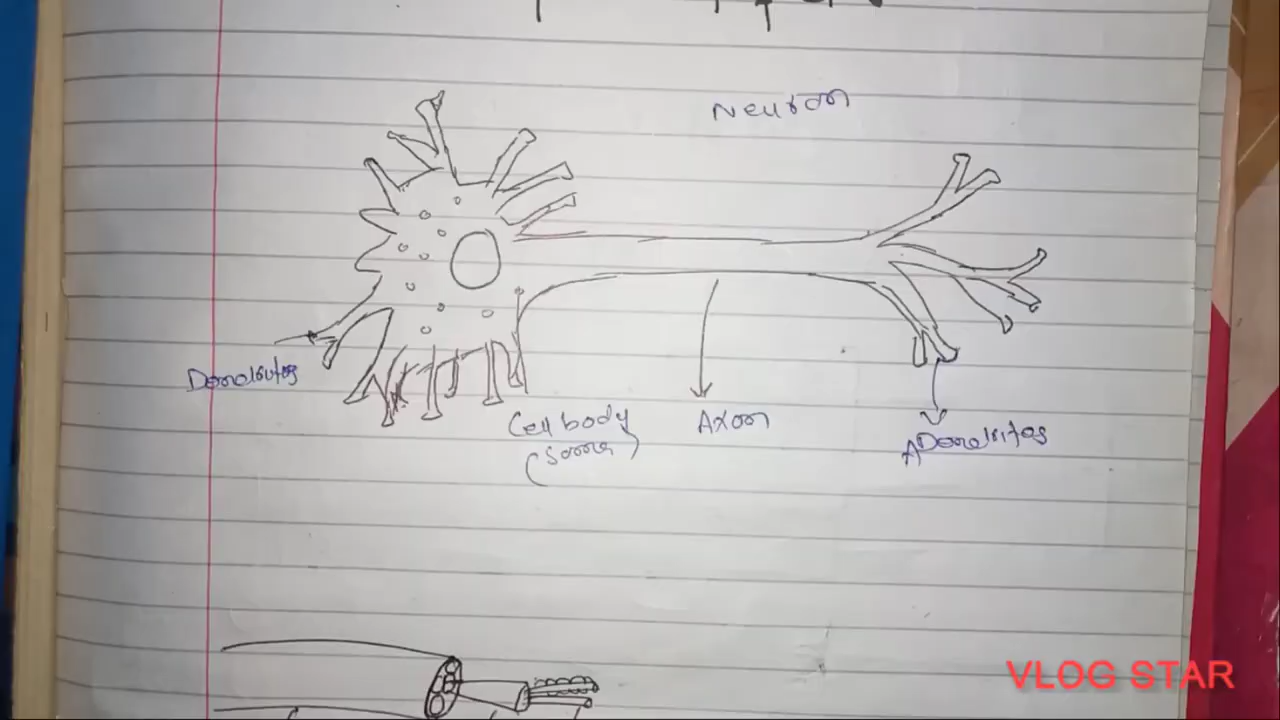 Neuron
Dendrites
Cell body
(Soma)
Axon
Dendrites
VLOG STAR